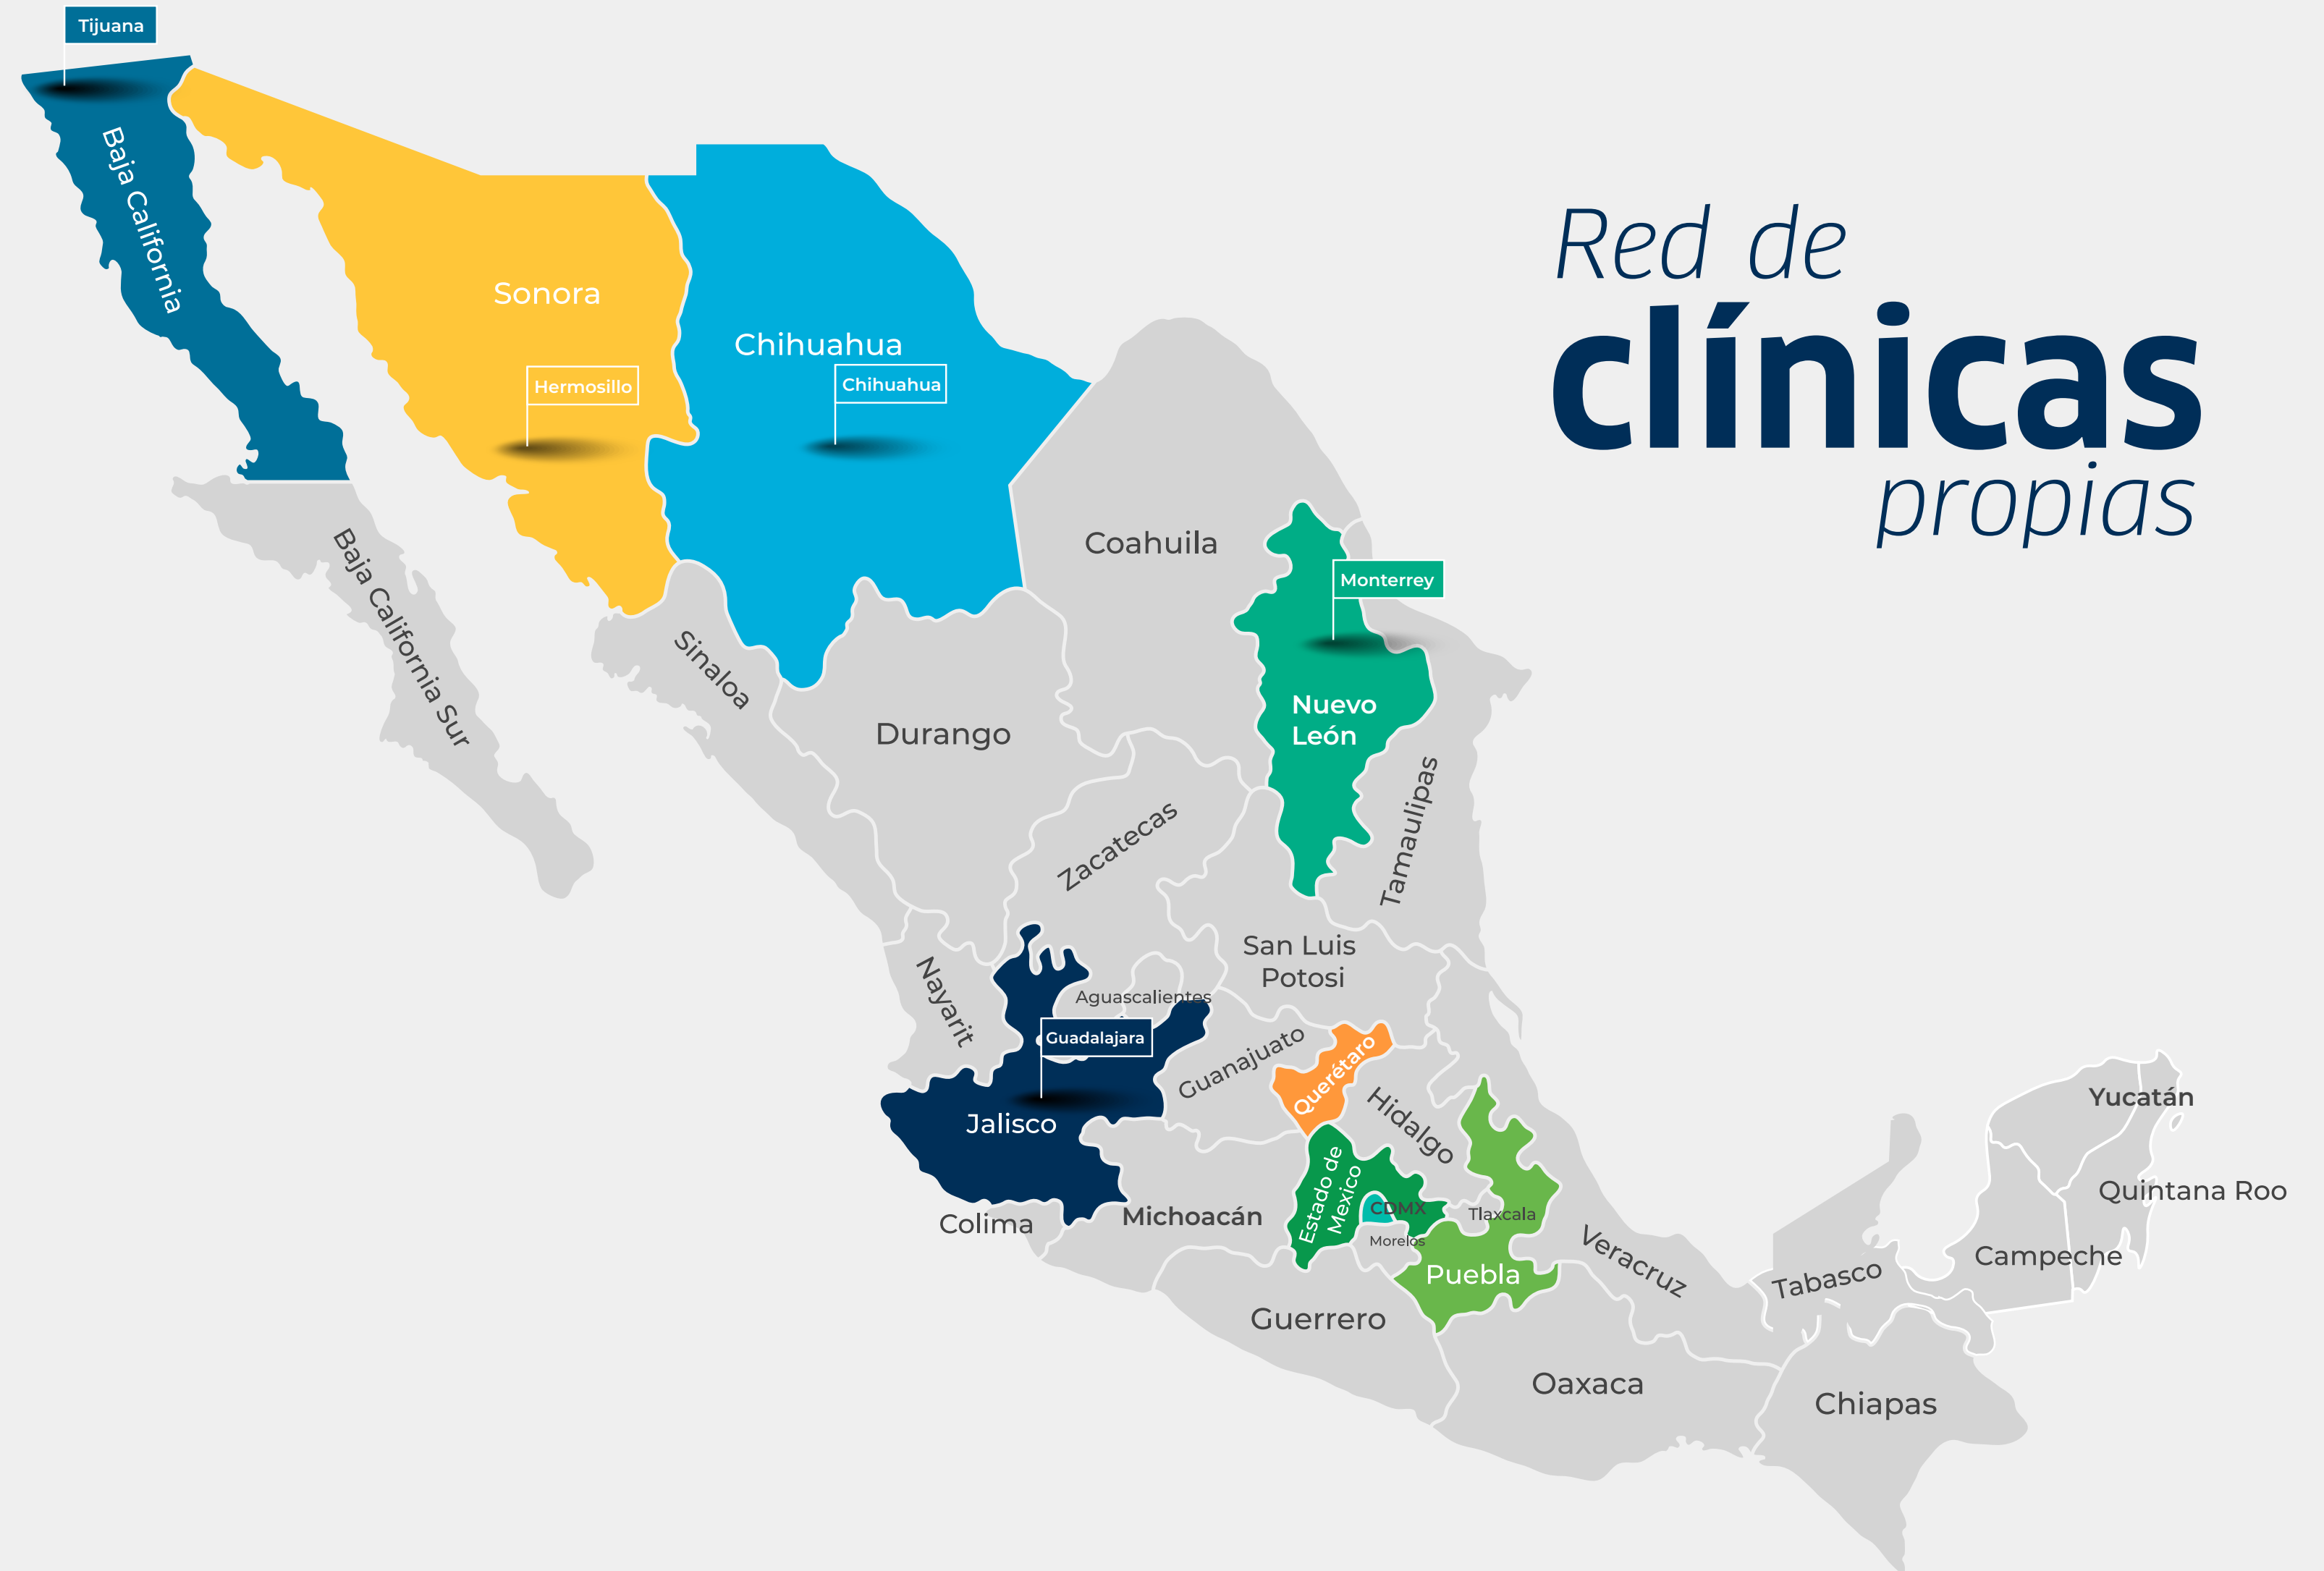 Tijuana
Baja California
Red de
clínicas
propias
Sonora
Hermosillo
Chihuahua
Chihuahua
Coahuila
Monterrey
Nuevo
León
Baja California Sur
Sinaloa
Durango
Zacatecas
Tamaulipas
San Luis
Potosi
Nayarit
Aguascalientes
Guadalajara
Jalisco
Guanajuato
Querétaro
Hidalgo
Colima
Michoacán
Estado de
Mexico
CDMX
Morelos
Tlaxcala
Puebla
Veracruz
Guerrero
Oaxaca
Tabasco
Chiapas
Campeche
Yucatán
Quintana Roo